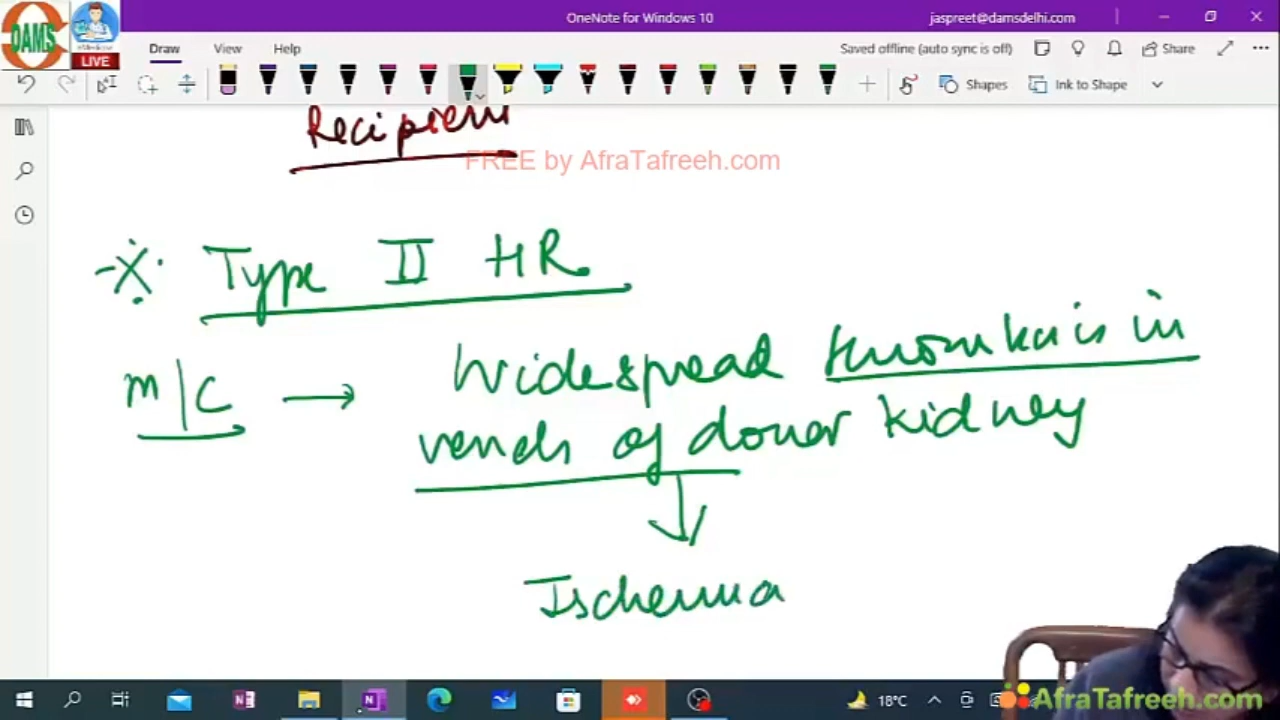 DAMS
eMedicoz
LIVE
OneNote for Windows 10
jaspreet@damsdelhi.com
Draw View Help
Saved offline (auto sync is off)
Share
Shapes
Ink to Shape
Recipient
FREE by AfraTafreeh.com
Type II HR
m/c → Widespread thrombosis in
vessels of donor kidney
Ischemia
18°C
AfraTafreeh.com